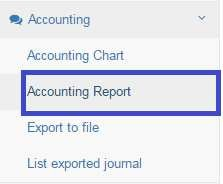 Accounting
Accounting Chart
Accounting Report
Export to file
List exported journal